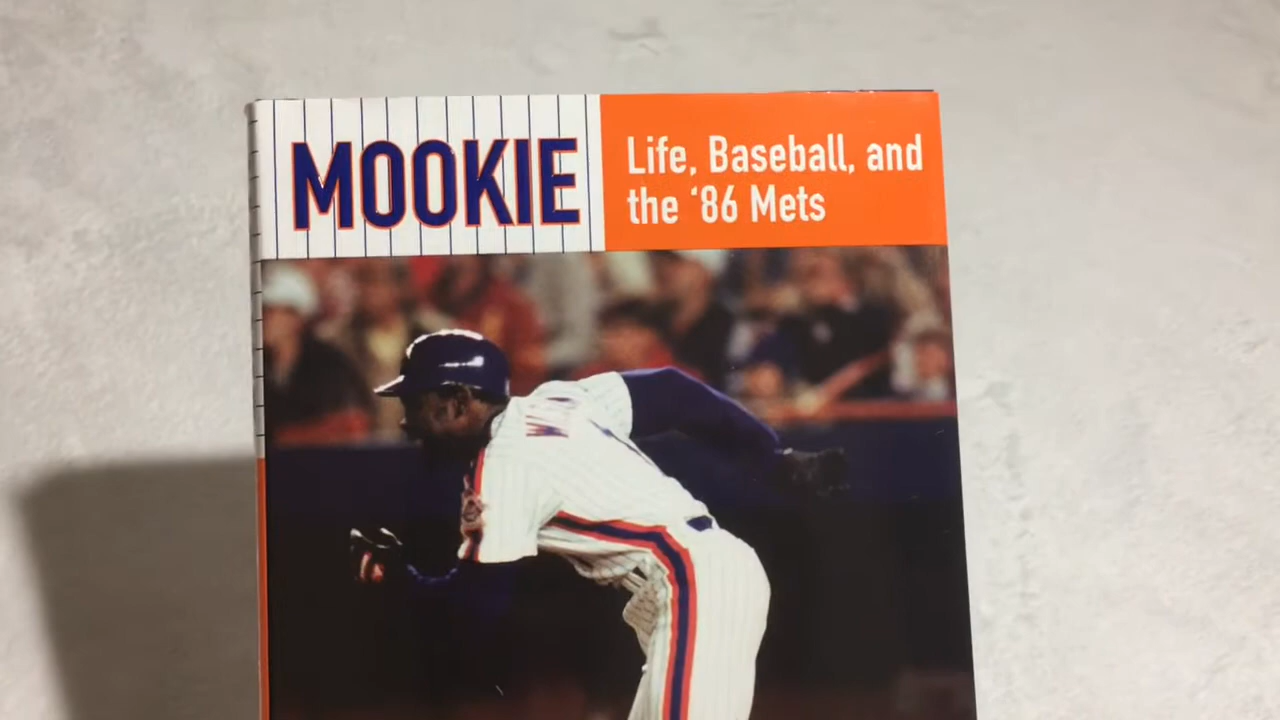 MOOKIE
Life, Baseball, and
the ‘86 Mets